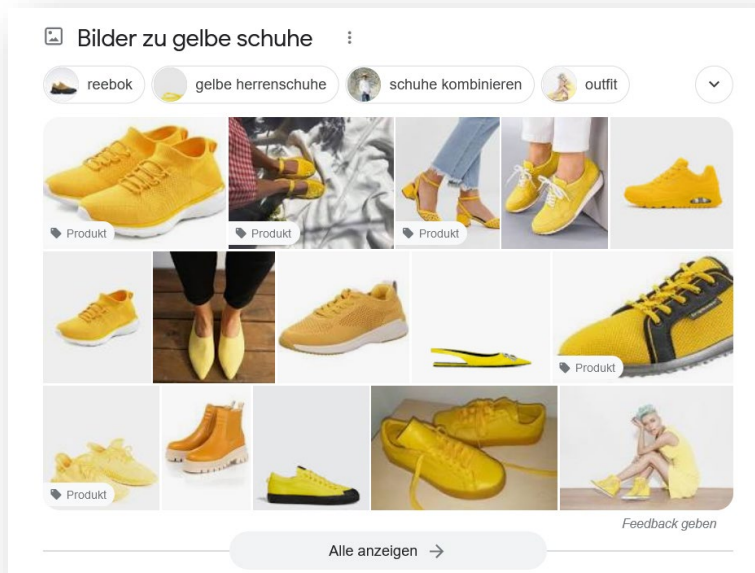 Bilder zu gelbe schuhe
reebok
gelbe herrenschuhe
schuhe kombinieren
outfit
Produkt
Produkt
Produkt
Produkt
Produkt
Feedback geben
Alle anzeigen